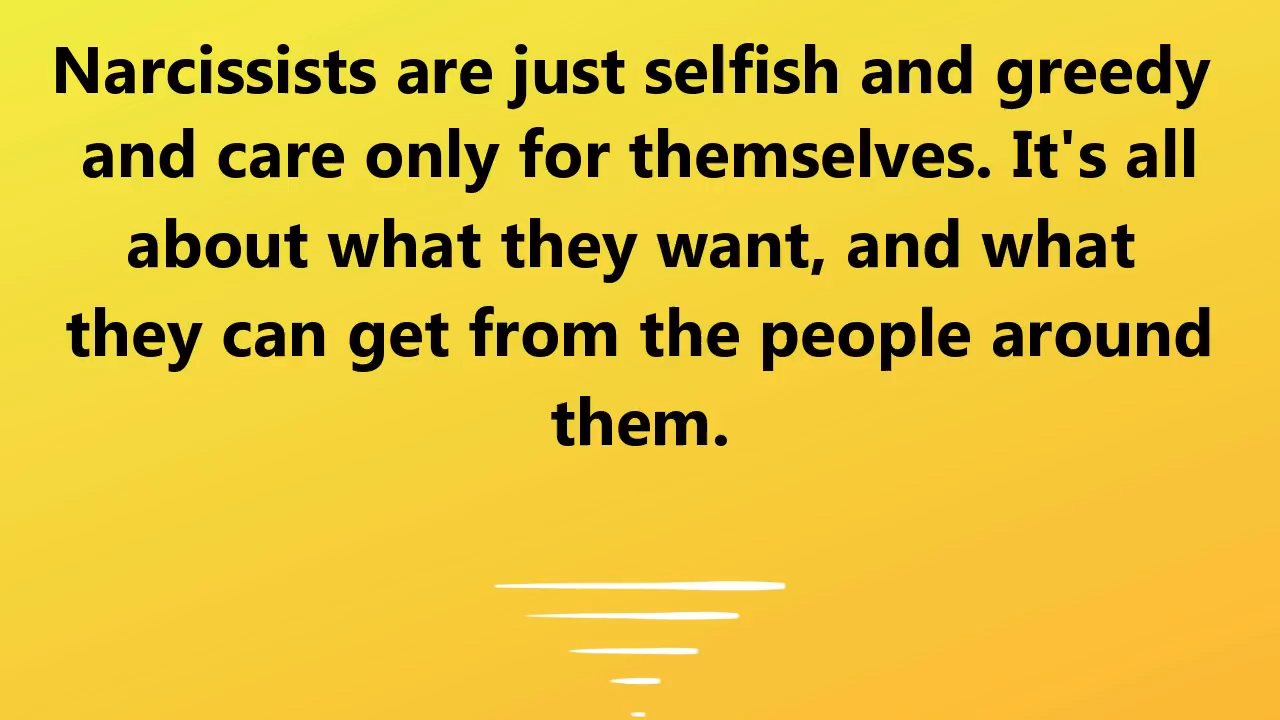 Narcissists are just selfish and greedy
and care only for themselves. It's all
about what they want, and what
they can get from the people around
them.